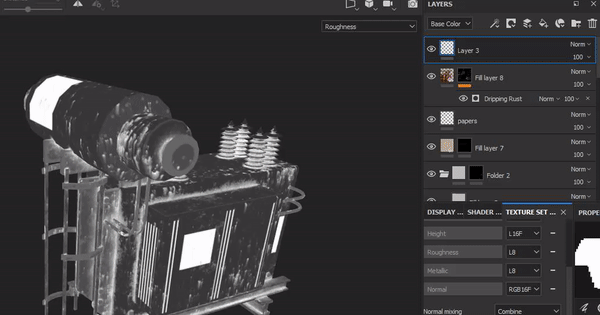 LAYERS
Roughness
Base Color
Norm
Layer 3
100
Norm
Fill layer 8
100
Dripping Rust Norm 100
Norm
papers
100
Norm
Fill layer 7
100
Norm
Folder 2
100
Norm
DISPLAY ... SHADER ... TEXTURE SET ... PROPE
Height L16F
Roughness L8
Metallic L8
Normal RGB16F
Normal mixing Combine